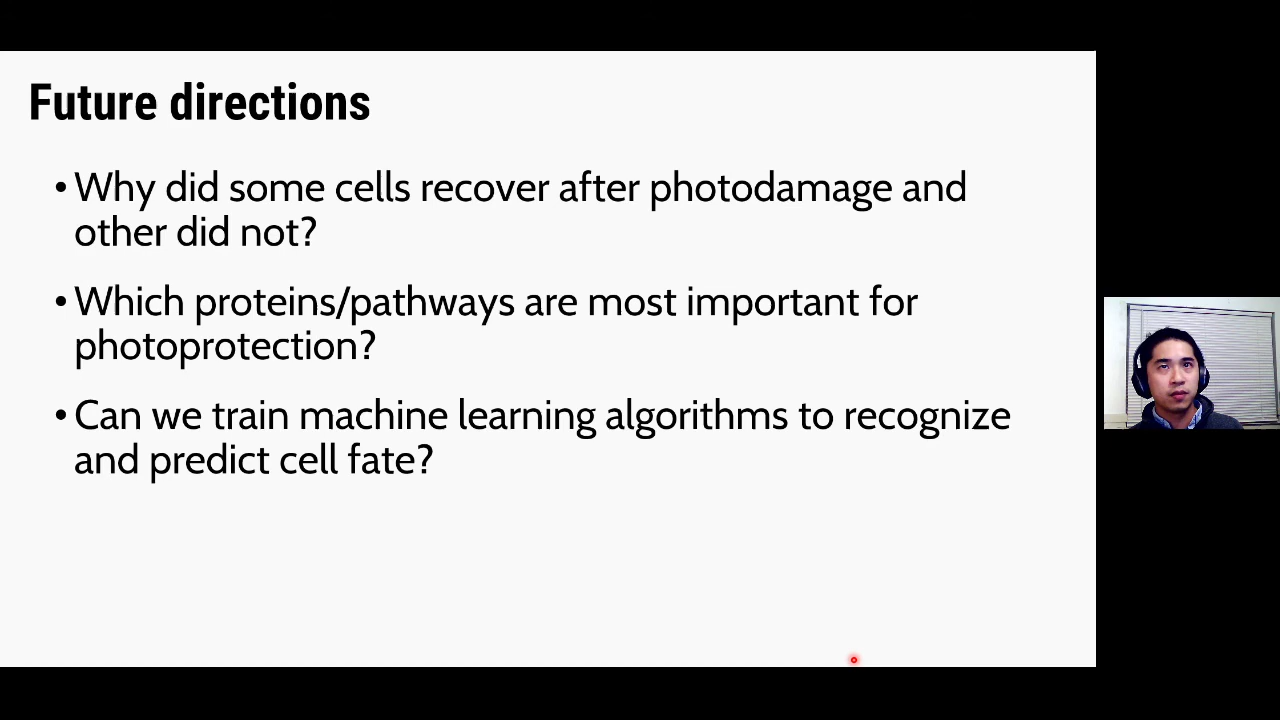 Future directions
• Why did some cells recover after photodamage and
other did not?
• Which proteins/pathways are most important for
photoprotection?
• Can we train machine learning algorithms to recognize
and predict cell fate?